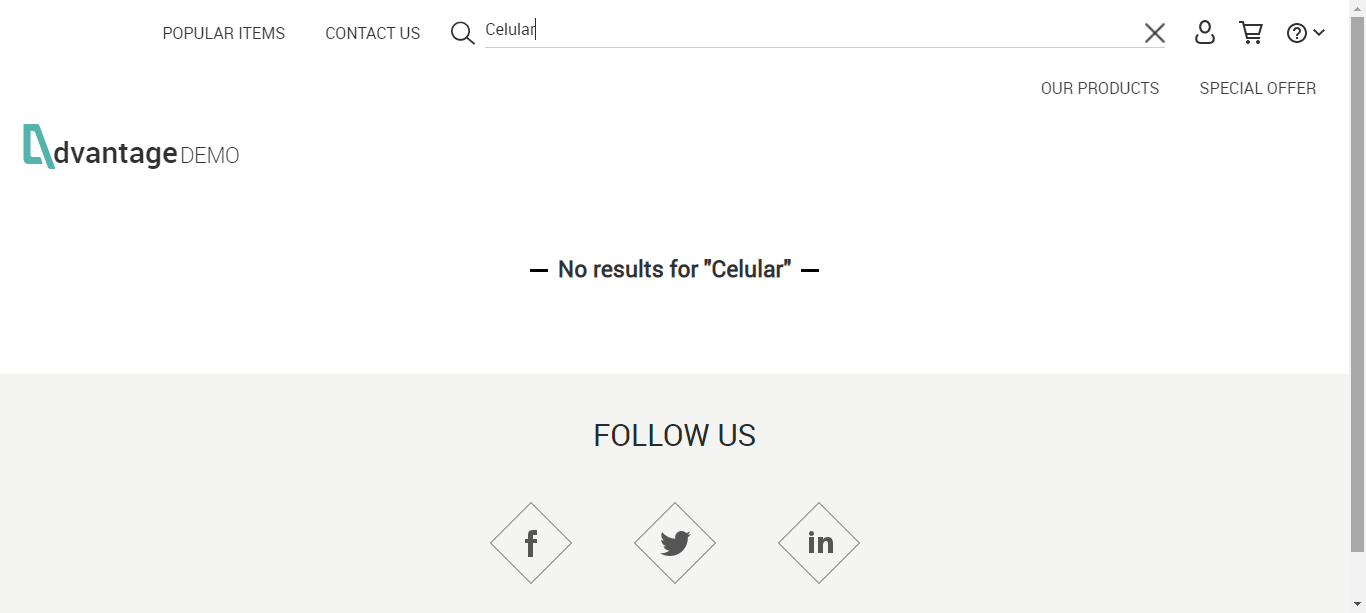 POPULAR ITEMS CONTACT US Celular
OUR PRODUCTS SPECIAL OFFER
dvantage DEMO
No results for "Celular"
FOLLOW US
f in